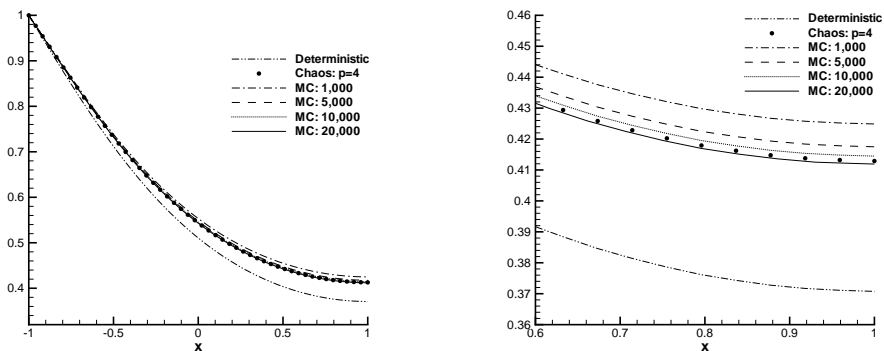 1
0.9
0.8
0.7
0.6
0.5
0.4
-1
-0.5
0
0.5
1
x
Deterministic
Chaos: p=4
MC: 1,000
MC: 5,000
MC: 10,000
MC: 20,000
0.46
0.45
0.44
0.43
0.42
0.41
0.4
0.39
0.38
0.37
0.36
0.6
0.7
0.8
0.9
1
x
Deterministic
Chaos: p=4
MC: 1,000
MC: 5,000
MC: 10,000
MC: 20,000